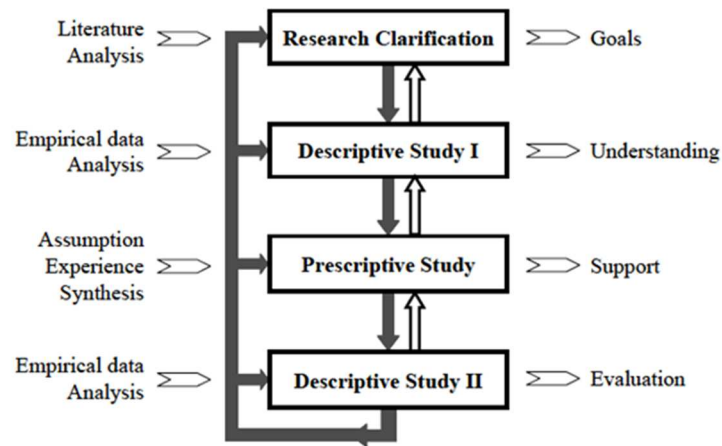 Literature
Analysis
Research Clarification
Goals
Empirical data
Analysis
Descriptive Study I
Understanding
Assumption
Experience
Synthesis
Prescriptive Study
Support
Empirical data
Analysis
Descriptive Study II
Evaluation